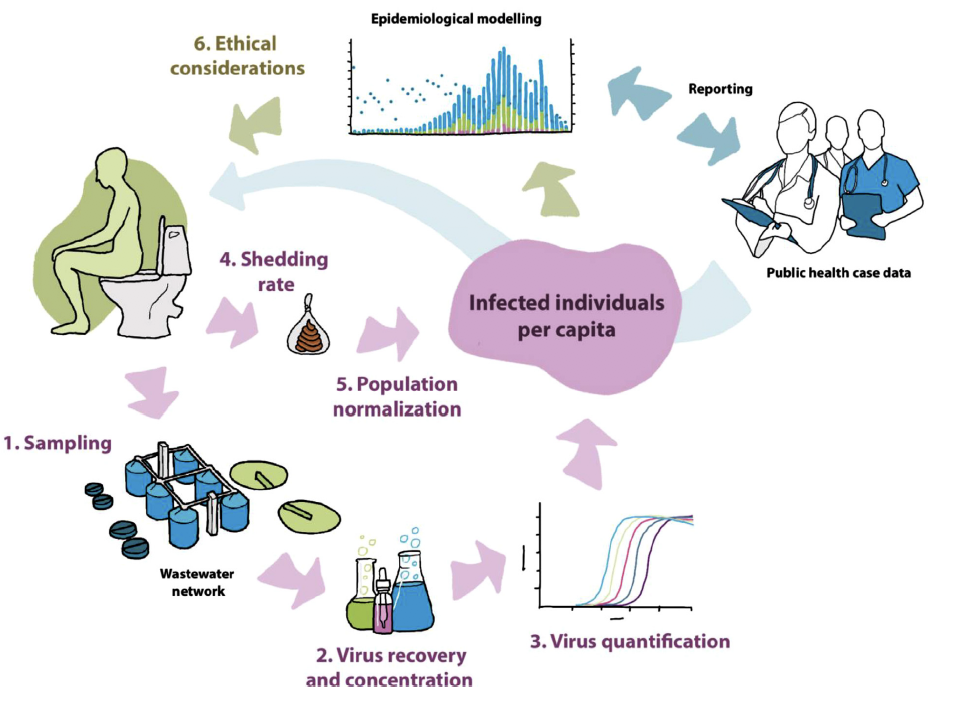 Epidemiological modelling
6. Ethical
considerations
Reporting
Public health case data
4. Shedding
rate
Infected individuals
per capita
5. Population
normalization
1. Sampling
Wastewater
network
2. Virus recovery
and concentration
3. Virus quantification